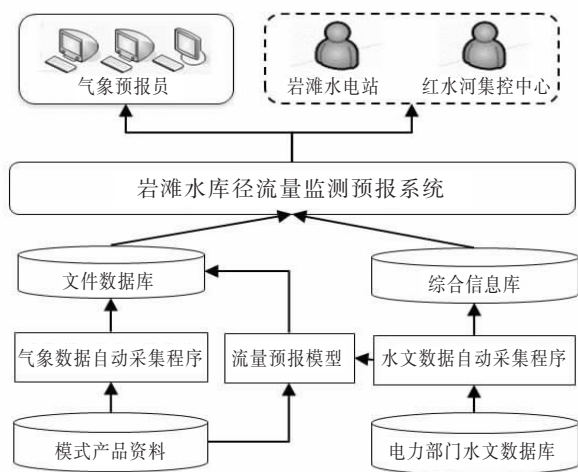 气象预报员
岩滩水电站 红水河集控中心
岩滩水库径流量监测预报系统
文件数据库 综合信息库
气象数据自动采集程序 流量预报模型 水文数据自动采集程序
模式产品资料 电力部门水文数据库